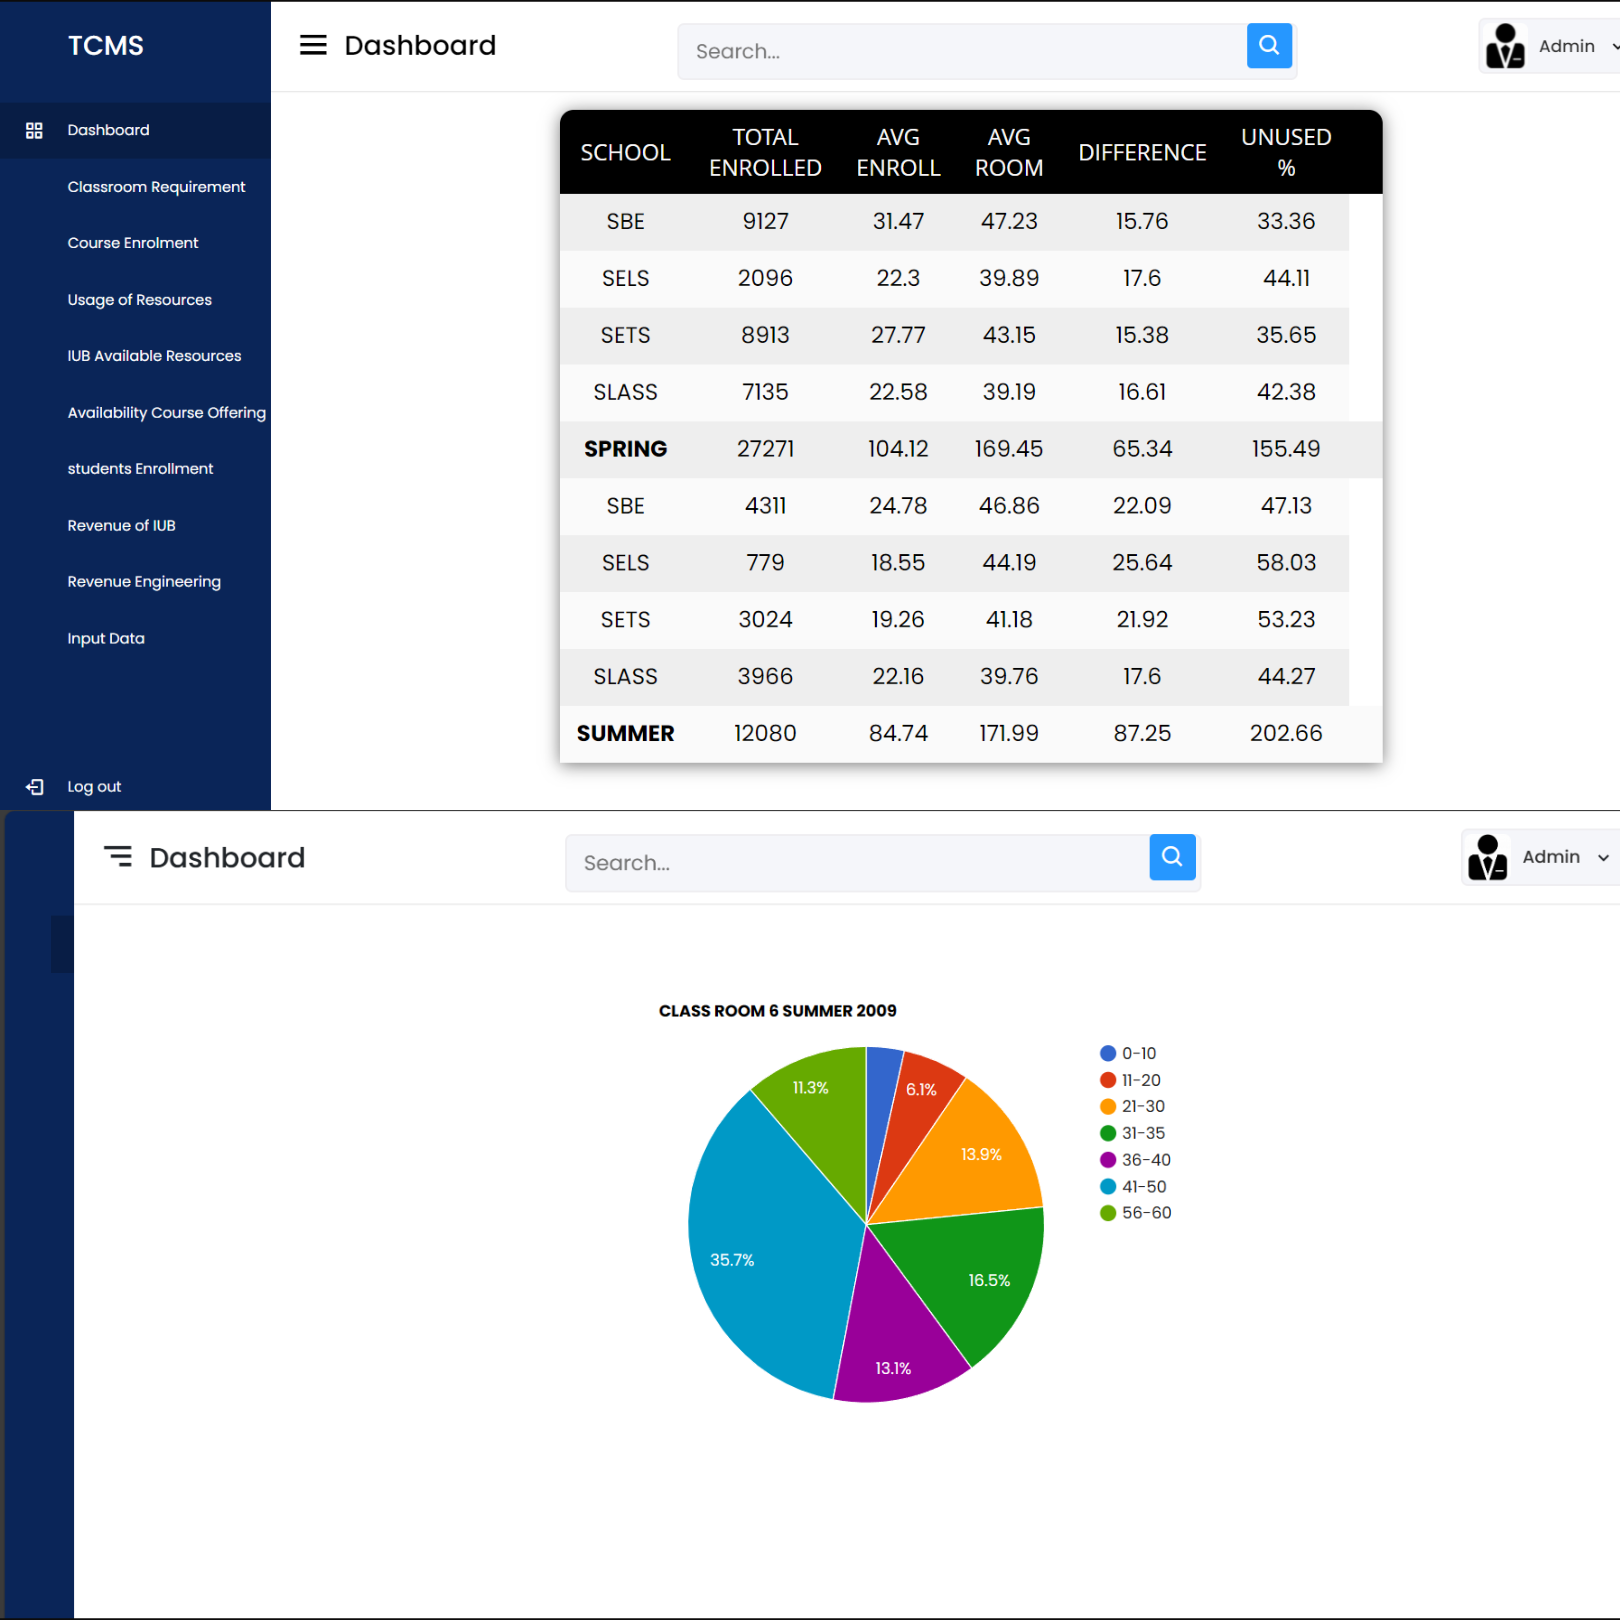 TCMS
Dashboard
Search...
Admin
Dashboard
Classroom Requirement
Course Enrolment
Usage of Resources
IUB Available Resources
Availability Course Offering
students Enrollment
Revenue of IUB
Revenue Engineering
Input Data
Log out
SCHOOL TOTAL ENROLLED AVG ENROLL AVG ROOM DIFFERENCE UNUSED %
SBE 9127 31.47 47.23 15.76 33.36
SELS 2096 22.3 39.89 17.6 44.11
SETS 8913 27.77 43.15 15.38 35.65
SLASS 7135 22.58 39.19 16.61 42.38
SPRING 27271 104.12 169.45 65.34 155.49
SBE 4311 24.78 46.86 22.09 47.13
SELS 779 18.55 44.19 25.64 58.03
SETS 3024 19.26 41.18 21.92 53.23
SLASS 3966 22.16 39.76 17.6 44.27
SUMMER 12080 84.74 171.99 87.25 202.66
Dashboard
Search...
Admin
CLASS ROOM 6 SUMMER 2009
11.3%
6.1%
13.9%
16.5%
13.1%
35.7%
0-10
11-20
21-30
31-35
36-40
41-50
56-60